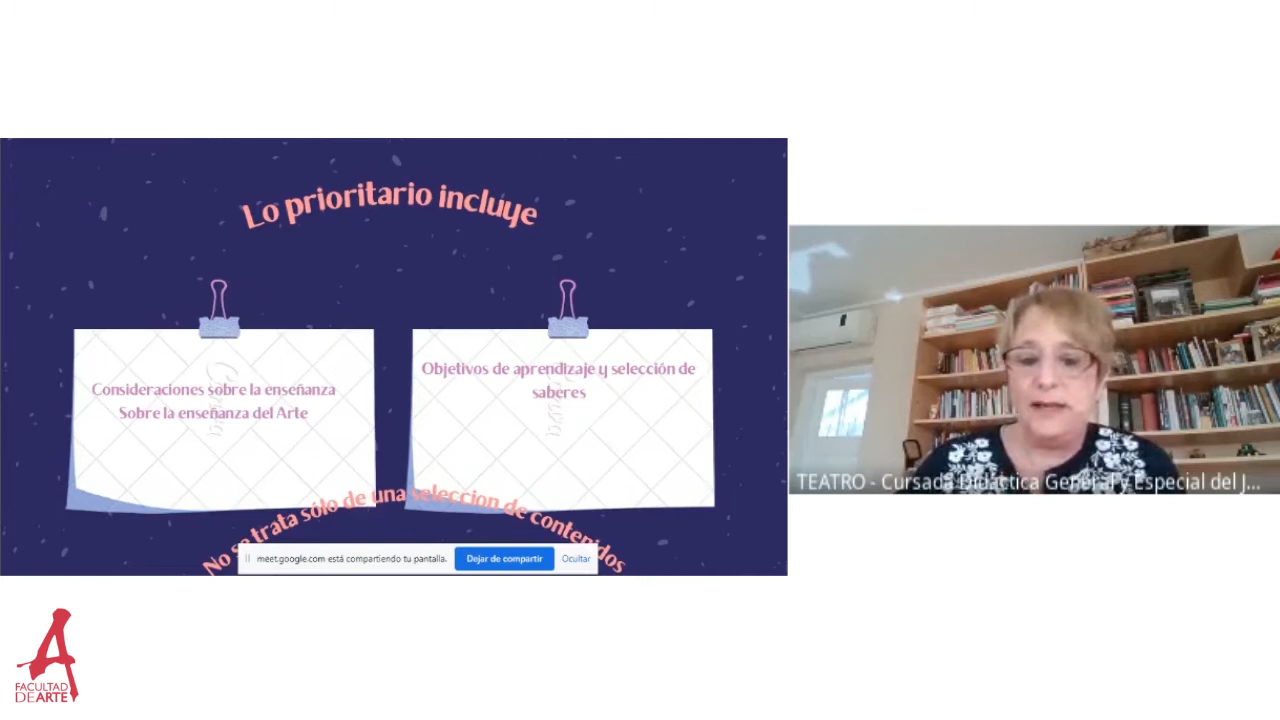 Lo prioritario incluye
Consideraciones sobre la enseñanza
Sobre la enseñanza del Arte
Objetivos de aprendizaje y selección de
saberes
No se trata sólo de una seleccion de contenidos
meet.google.com está compartiendo tu pantalla.
Dejar de compartir
Ocultar
TEATRO - Cursada Didáctica General y Especial del J...
FACULTAD
DE ARTE